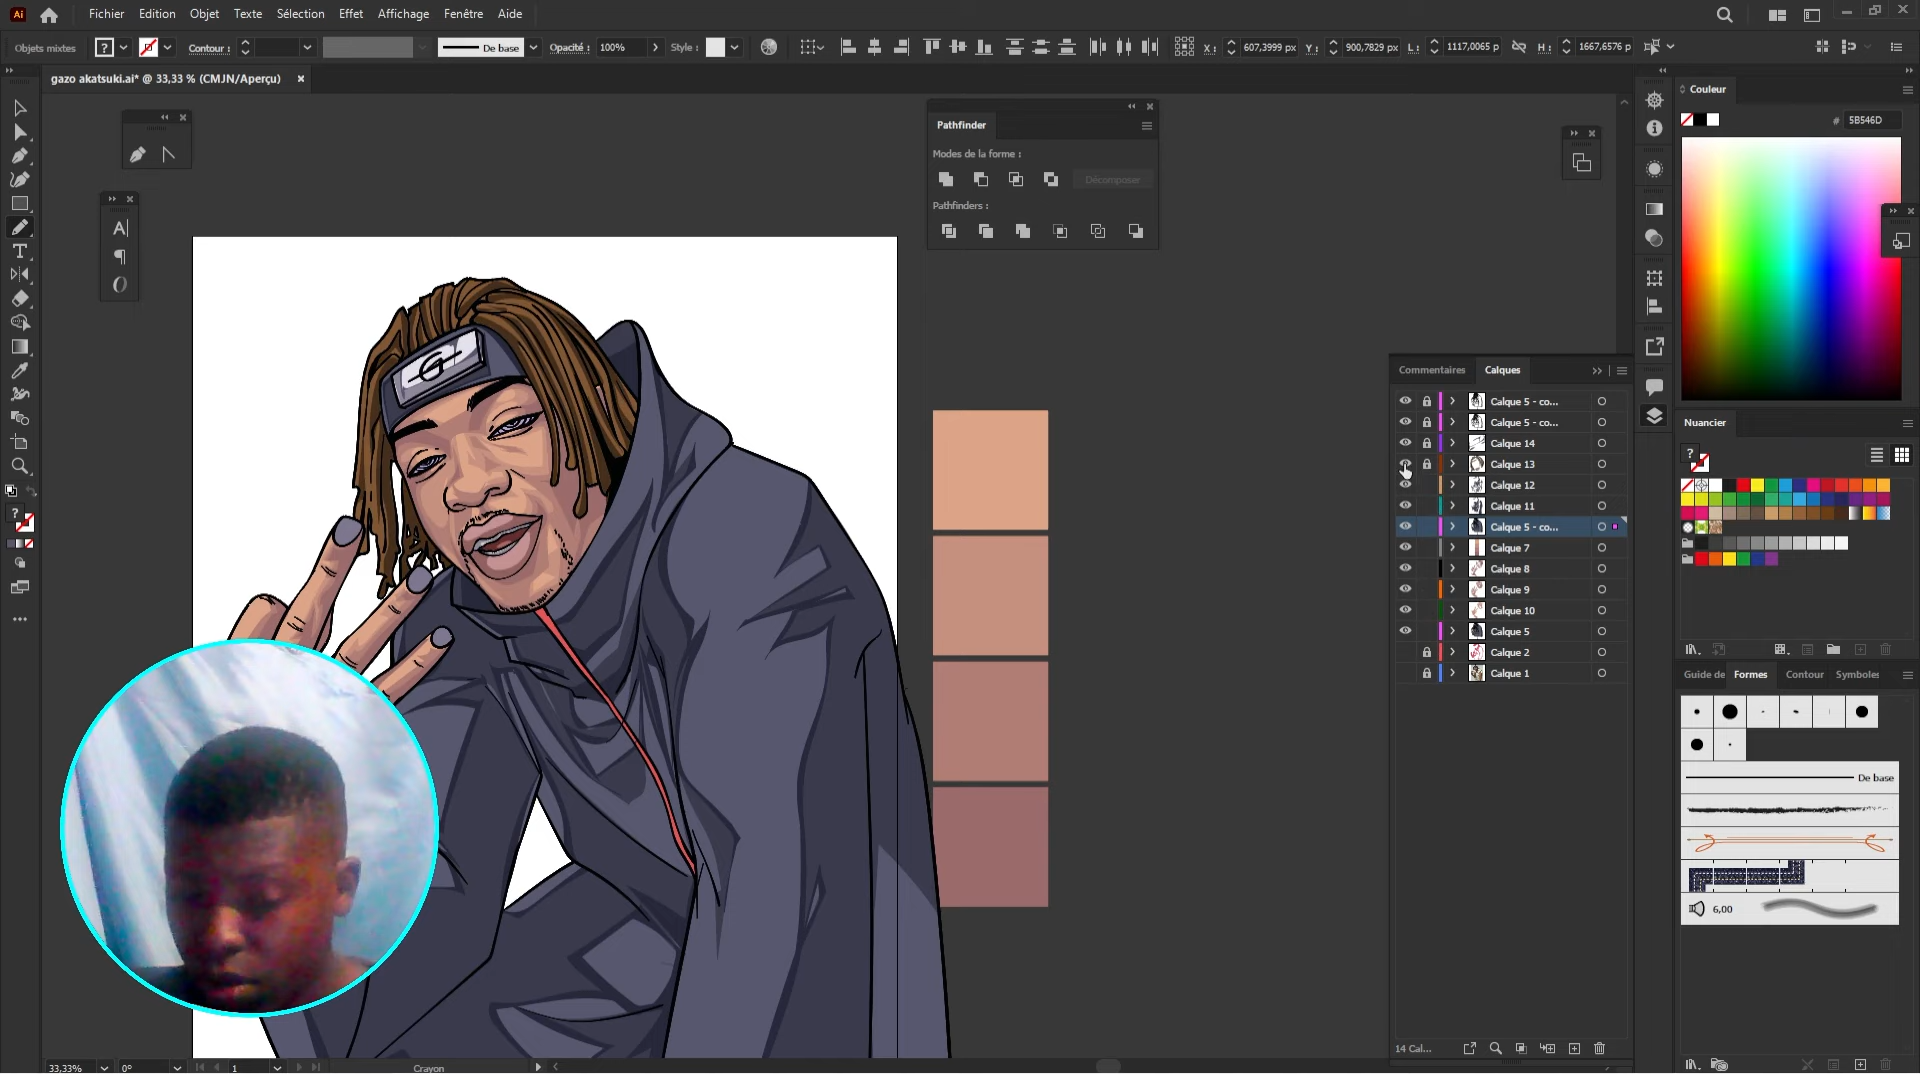 Ai Fichier Edition Objet Texte Sélection Effet Affichage Fenêtre Aide
Objets mixtes ? Contour : De base Opacité : 100% Style : X : 607,3999 px Y : 900,7829 px L : 1117,0065 p H : 1667,6576 p
gazo akatsuki.ai* @ 33,33 % (CMJN/Aperçu)
Pathfinder
Modes de la forme :
Décomposer
Pathfinders :
G
Couleur
# 5B546D
Commentaires Calques
Calque 5 - co...
Calque 5 - co...
Calque 14
Calque 13
Calque 12
Calque 11
Calque 5 - co...
Calque 7
Calque 8
Calque 9
Calque 10
Calque 5
Calque 2
Calque 1
14 Cal...
Nuancier
?
Guide de Formes Contour Symboles
De base
6,00
33,33% 0° 1 Crayon